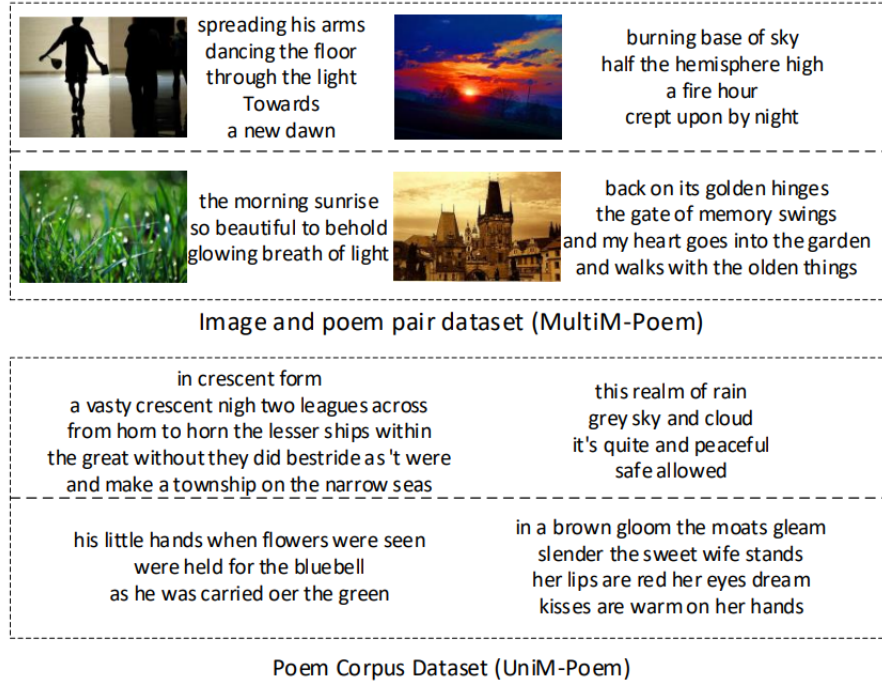 spreading his arms
dancing the floor
through the light
Towards
a new dawn
burning base of sky
half the hemisphere high
a fire hour
crept upon by night
the morning sunrise
so beautiful to behold
glowing breath of light
back on its golden hinges
the gate of memory swings
and my heart goes into the garden
and walks with the olden things
Image and poem pair dataset (MultiM-Poem)
in crescent form
a vasty crescent nigh two leagues across
from horn to horn the lesser ships within
the great without they did bestride as 't were
and make a township on the narrow seas
this realm of rain
grey sky and cloud
it's quite and peaceful
safe allowed
his little hands when flowers were seen
were held for the bluebell
as he was carried oer the green
in a brown gloom the moats gleam
slender the sweet wife stands
her lips are red her eyes dream
kisses are warm on her hands
Poem Corpus Dataset (UniM-Poem)